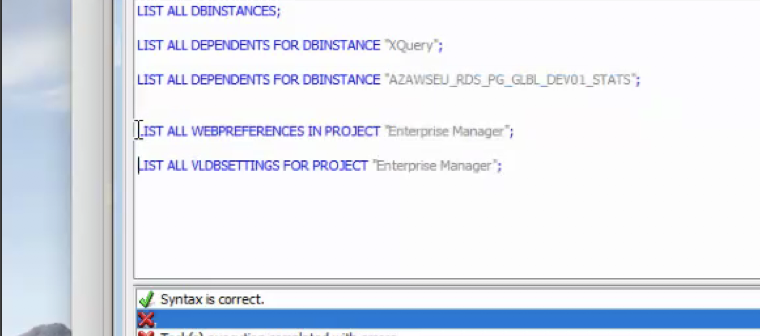 LIST ALL DBINSTANCES;
LIST ALL DEPENDENTS FOR DBINSTANCE "XQuery";
LIST ALL DEPENDENTS FOR DBINSTANCE "AZAWSEU_RDS_PG_GLBL_DEV01_STATS";
LIST ALL WEBPREFERENCES IN PROJECT "Enterprise Manager";
LIST ALL VLDBSETTINGS FOR PROJECT "Enterprise Manager";
Syntax is correct.